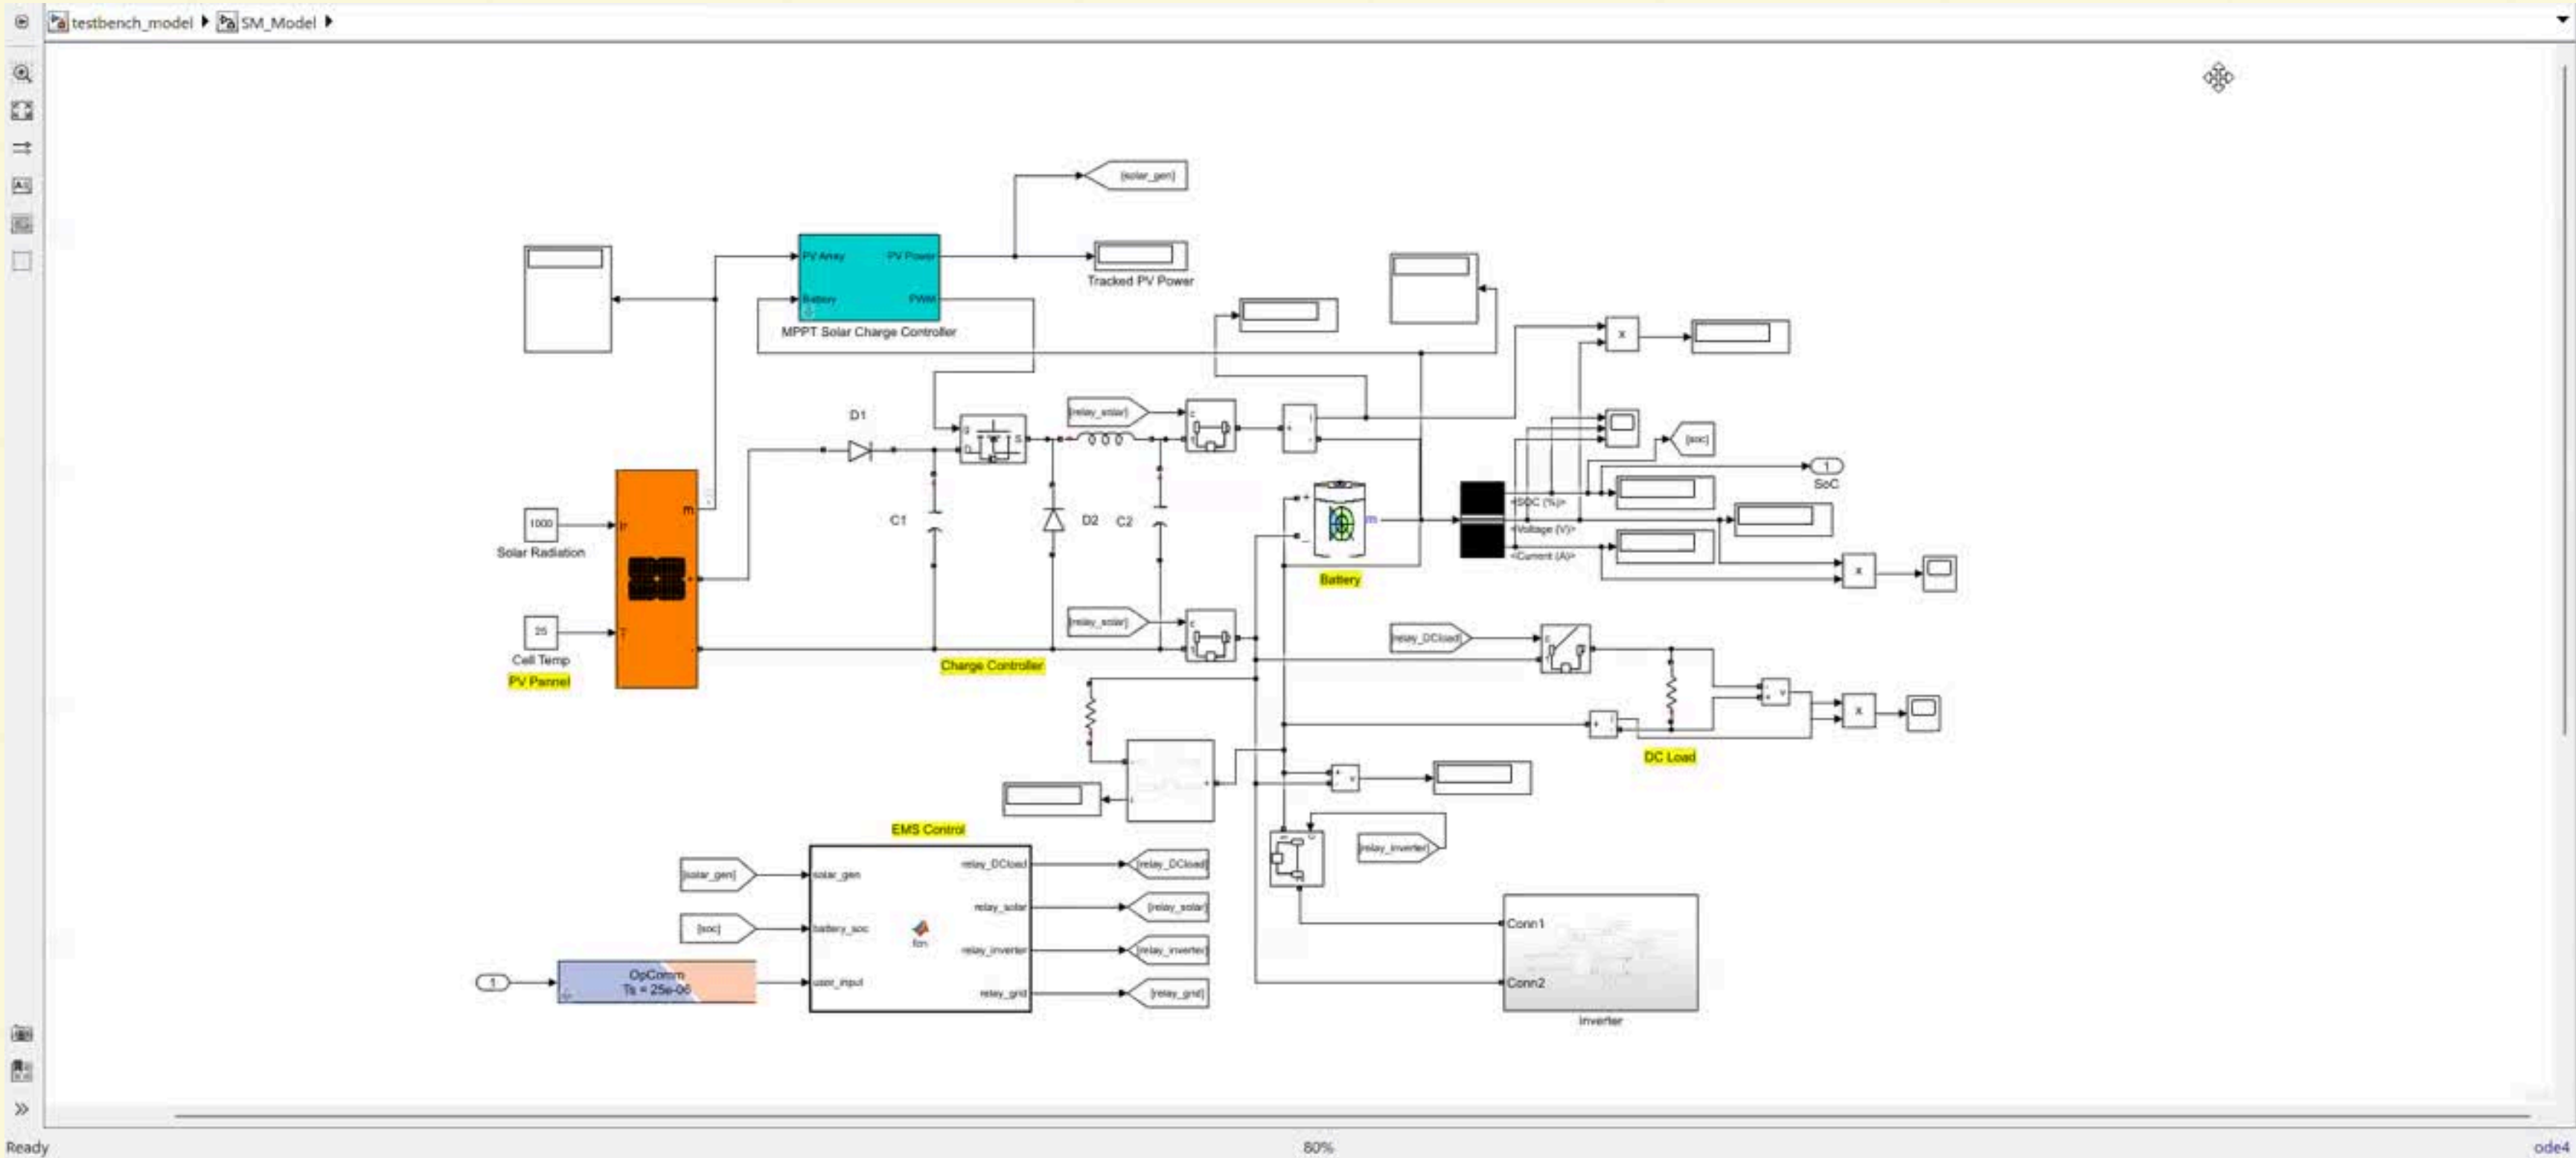 testbench_model ▶ SM_Model ▶
[solar_gen]
PV Array
PV Power
Battery
PWM
Tracked PV Power
MPPT Solar Charge Controller
x
D1
[relay_solar]
c
i
+
-
[soc]
g
D
S
1
SoC
1000
Ir
Solar Radiation
m
C1
D2
C2
+
m
<SOC (%)>
<Voltage (V)>
<Current (A)>
x
Battery
25
T
Cell Temp
PV Pannel
[relay_solar]
c
Charge Controller
[relay_DCload]
c
v
x
DC Load
v
EMS Control
[relay_inverter]
[solar_gen]
solar_gen
relay_DCload
[relay_DCload]
relay_solar
[relay_solar]
[soc]
battery_soc
fcn
relay_inverter
[relay_inverter]
1
OpComm
Ts = 25e-06
user_input
relay_grid
[relay_grid]
Conn1
Conn2
Inverter
Ready
80%
ode4